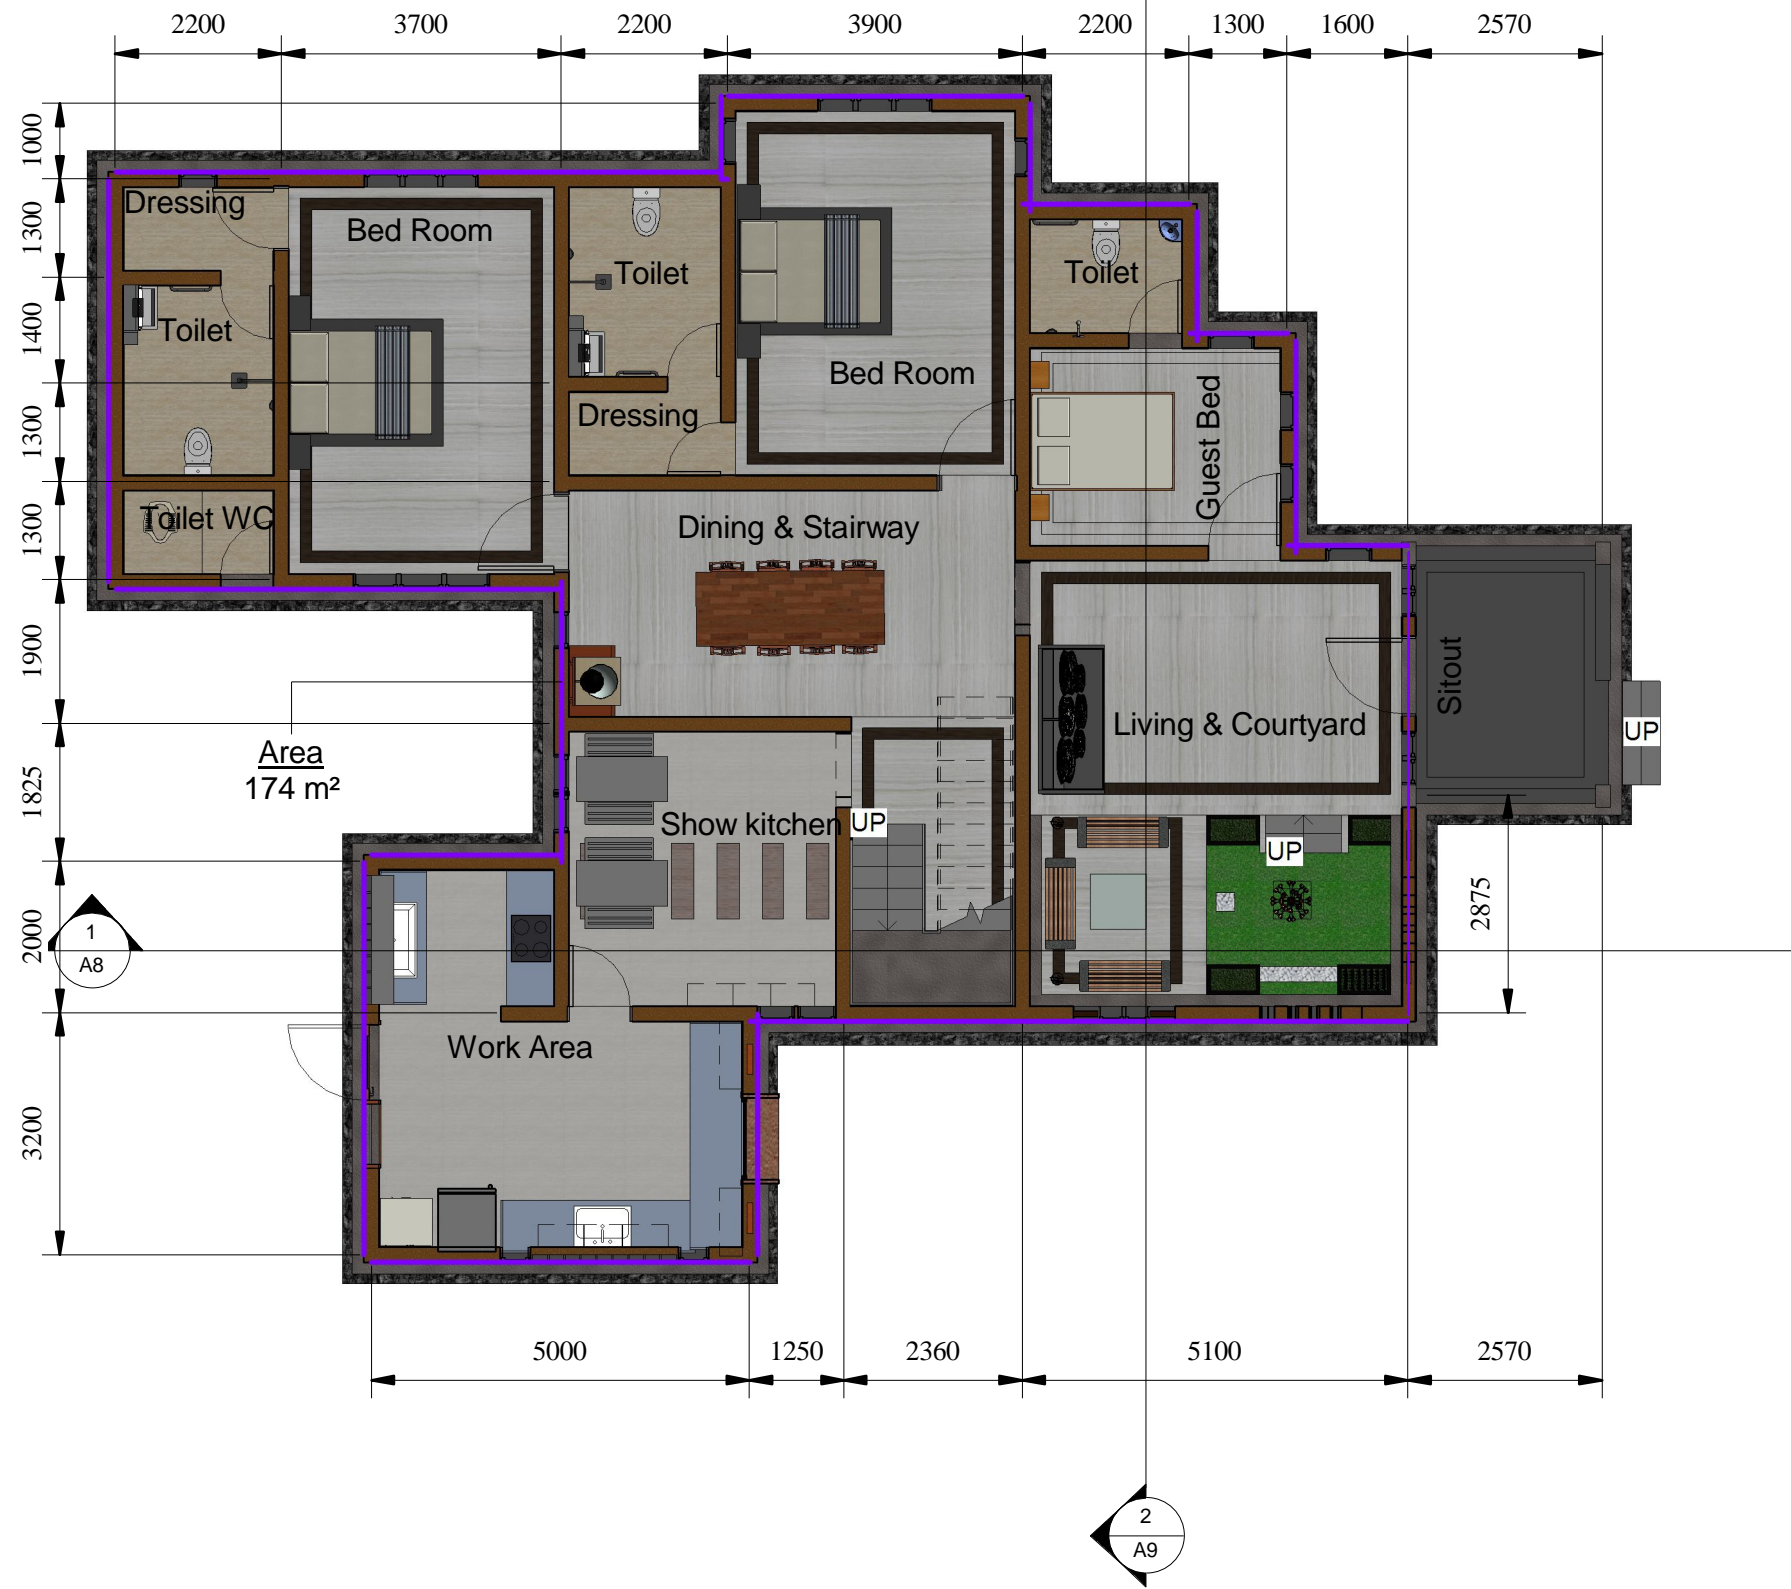 2200
3700
2200
3900
2200
1300
1600
2570
1000
1300
1400
1300
1300
1900
1825
2000
3200
Dressing
Bed Room
Toilet
Toilet
Toilet
Bed Room
Dressing
Guest Bed
Toilet WC
Dining & Stairway
Sitout
Living & Courtyard
UP
Area
174 m²
Show kitchen
UP
UP
2875
1
A8
Work Area
5000
1250
2360
5100
2570
2
A9